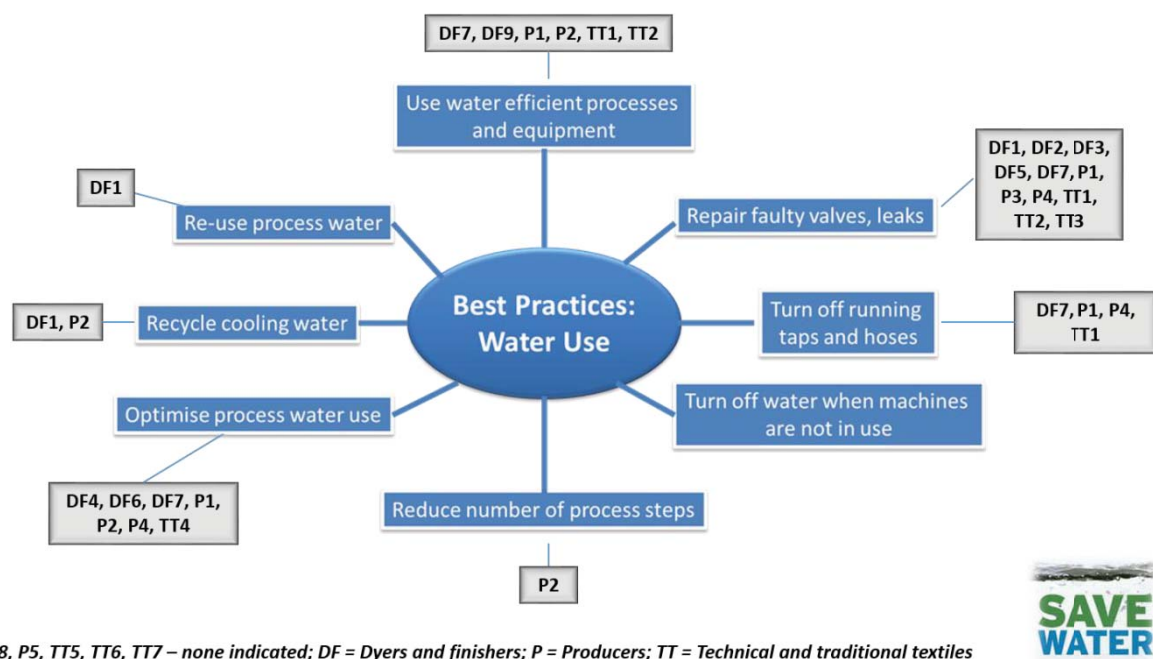 DF7, DF9, P1, P2, TT1, TT2
Use water efficient processes
and equipment
DF1, DF2, DF3,
DF5, DF7, P1,
P3, P4, TT1,
TT2, TT3
DF1
Re-use process water
Repair faulty valves, leaks
Best Practices:
Water Use
DF1, P2
Recycle cooling water
Turn off running
taps and hoses
DF7, P1, P4,
TT1
Optimise process water use
Turn off water when machines
are not in use
DF4, DF6, DF7, P1,
P2, P4, TT4
Reduce number of process steps
P2
SAVE
WATER
8, P5, TT5, TT6, TT7 – none indicated; DF = Dyers and finishers; P = Producers; TT = Technical and traditional textiles